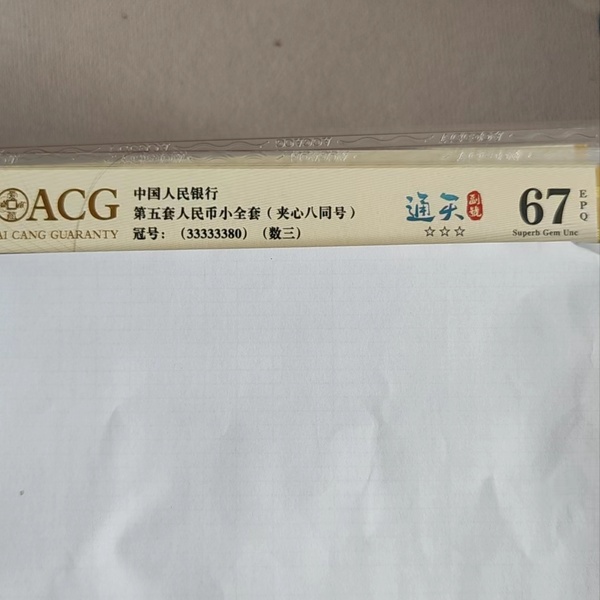 ACG
AI CANG GUARANTY
中国人民银行
第五套人民币小全套（夹心八同号）
冠号：（33333380）（数三）
通天
副號
☆☆☆
67
EPQ
Superb Gem Unc